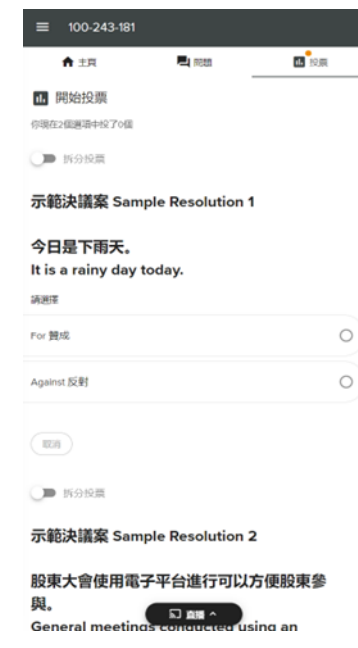 100-243-181
主頁
問題
投票
開始投票
你現在2個選項中投了0個
拆分投票
示範決議案 Sample Resolution 1
今日是下雨天。
It is a rainy day today.
請選擇
For 贊成
Against 反對
取消
拆分投票
示範決議案 Sample Resolution 2
股東大會使用電子平台進行可以方便股東參
與。
直播
General meetings conducted using an